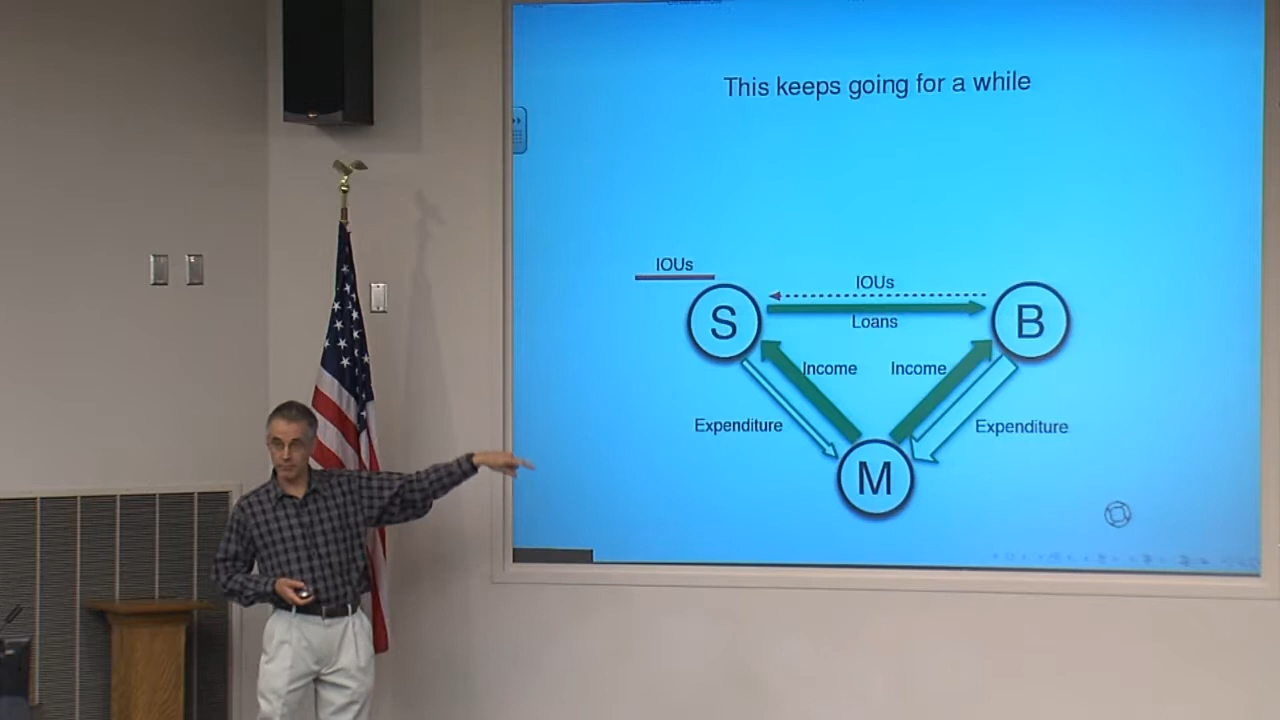 This keeps going for a while
IOUs
IOUs
S
B
Loans
Income
Income
Expenditure
Expenditure
M